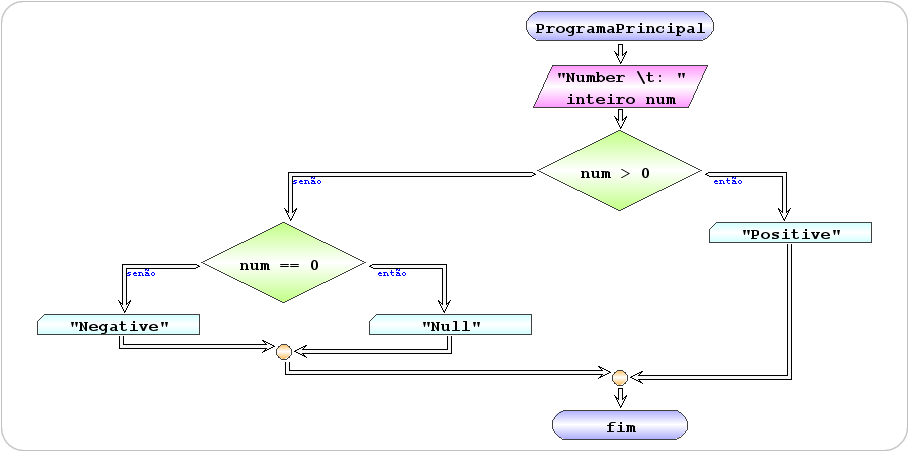 ProgramaPrincipal
"Number \t: "
inteiro num
num > 0
senão
então
"Positive"
num == 0
senão
então
"Negative"
"Null"
fim